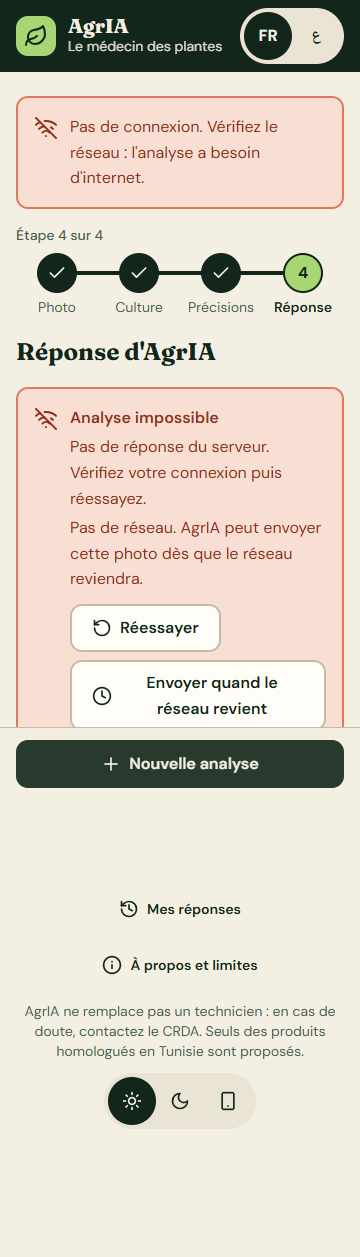 AgrIA
Le médecin des plantes
FR
ع
Pas de connexion. Vérifiez le
réseau : l'analyse a besoin
d'internet.
Étape 4 sur 4
4
Photo
Culture
Précisions
Réponse
Réponse d'AgrIA
Analyse impossible
Pas de réponse du serveur.
Vérifiez votre connexion puis
réessayez.
Pas de réseau. AgrIA peut envoyer
cette photo dès que le réseau
reviendra.
Réessayer
Envoyer quand le
réseau revient
Nouvelle analyse
Mes réponses
À propos et limites
AgrIA ne remplace pas un technicien : en cas de
doute, contactez le CRDA. Seuls des produits
homologués en Tunisie sont proposés.